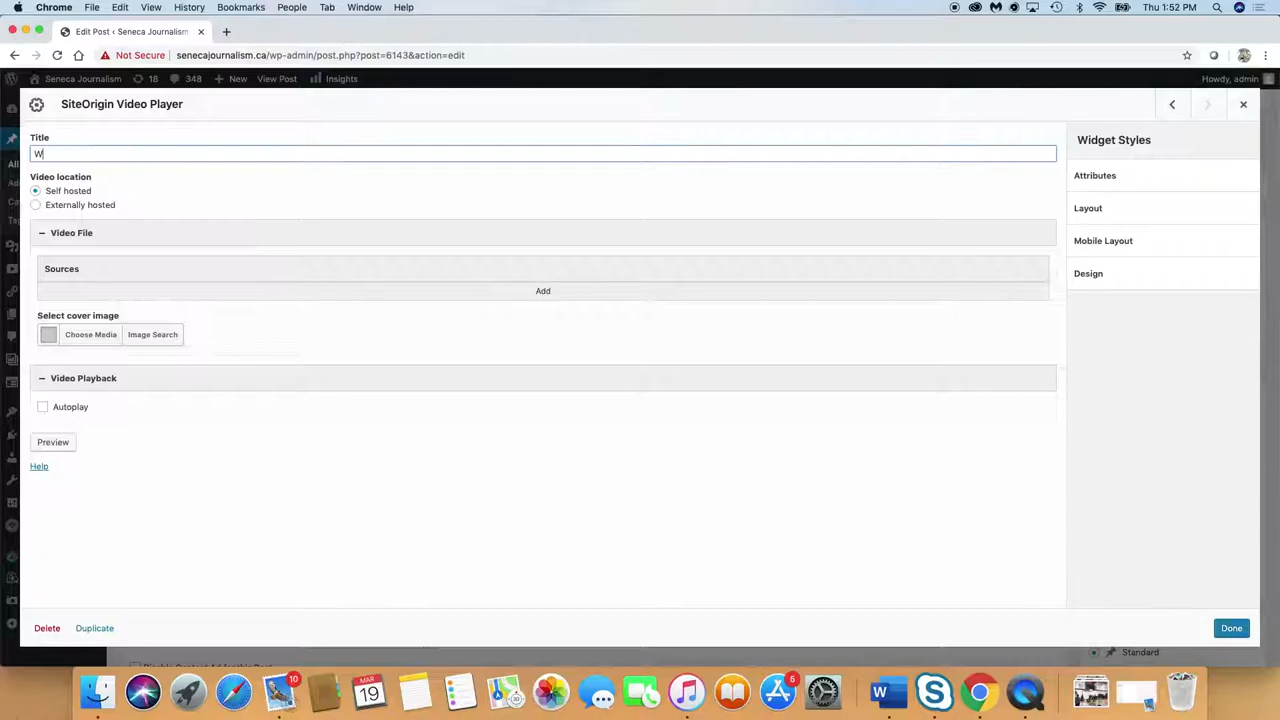 Chrome File Edit View History Bookmarks People Tab Window Help Thu 1:52 PM
Edit Post ‹ Seneca Journalism
Not Secure senecajournalism.ca/wp-admin/post.php?post=6143&action=edit
Seneca Journalism 18 348 New View Post Insights Howdy, admin
SiteOrigin Video Player
Title
W
Video location
Self hosted
Externally hosted
Video File
Sources
Add
Select cover image
Choose Media Image Search
Video Playback
Autoplay
Preview
Help
Widget Styles
Attributes
Layout
Mobile Layout
Design
Delete Duplicate Done
Standard
10
MAR
19
5
W